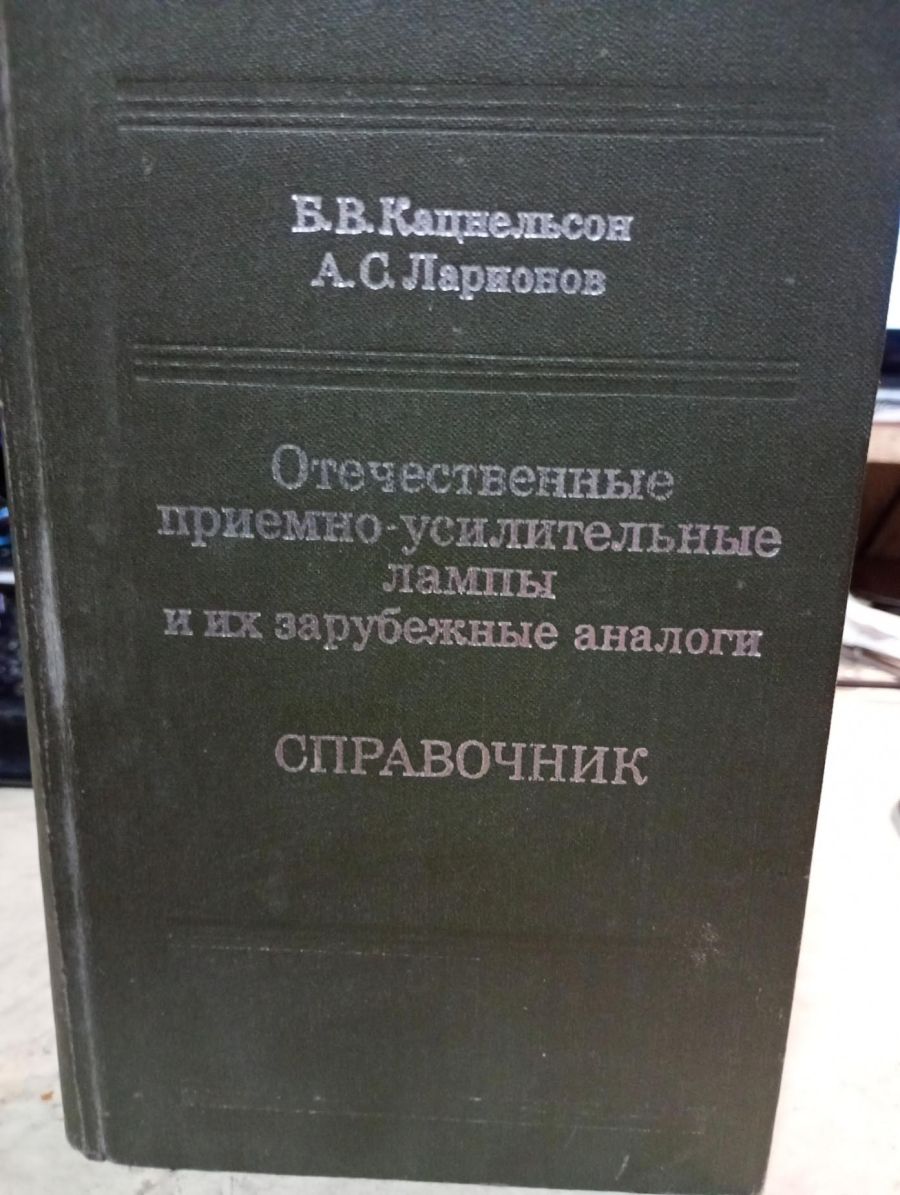 Б.В.Кацнельсон
А.С.Ларионов
Отечественные
приемно-усилительные
лампы
и их зарубежные аналоги
СПРАВОЧНИК